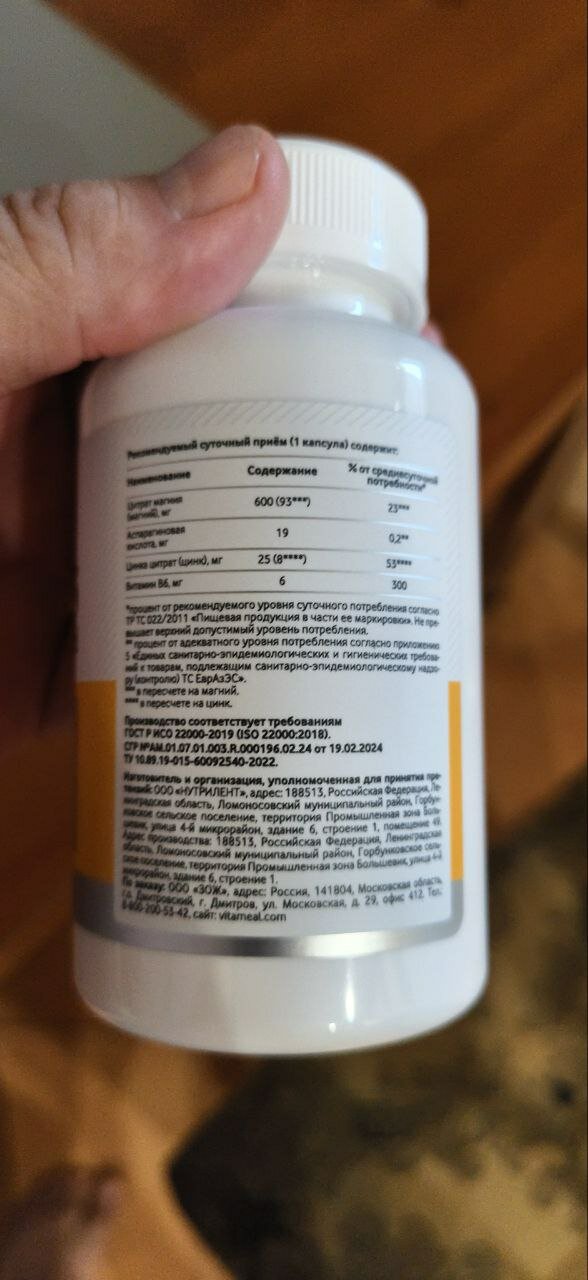 Рекомендуемый суточный приём (1 капсула) содержит:
Наименование Содержание % от среднесуточной
потребности*
Цитрат магния
(магний), мг 600 (93***) 23***
Аспарагиновая
кислота, мг 19 0,2**
Цинка цитрат (цинк), мг 25 (8****) 53****
Витамин В6, мг 6 300
*процент от рекомендуемого уровня суточного потребления согласно
ТР ТС 022/2011 «Пищевая продукция в части ее маркировки». Не пре-
вышает верхний допустимый уровень потребления.
** процент от адекватного уровня потребления согласно приложению
5 «Единых санитарно-эпидемиологических и гигиенических требова-
ний к товарам, подлежащим санитарно-эпидемиологическому надзо-
ру (контролю) ТС ЕврАзЭС».
*** в пересчете на магний.
**** в пересчете на цинк.
Производство соответствует требованиям
ГОСТ Р ИСО 22000-2019 (ISO 22000:2018).
СГР №АМ.01.07.01.003.R.000196.02.24 от 19.02.2024
ТУ 10.89.19-015-60092540-2022.
Изготовитель и организация, уполномоченная для принятия пре-
тензий: ООО «НУТРИЛЕНТ», адрес: 188513, Российская Федерация, Ле-
нинградская область, Ломоносовский муниципальный район, Горбун-
ковское сельское поселение, территория Промышленная зона Боль-
шевик, улица 4-й микрорайон, здание 6, строение 1, помещение 49.
Адрес производства: 188513, Российская Федерация, Ленинградская
область, Ломоносовский муниципальный район, Горбунковское сель-
ское поселение, территория Промышленная зона Большевик, улица 4-й
микрорайон, здание 6, строение 1.
По заказу: ООО «ЗОЖ», адрес: Россия, 141804, Московская область,
г.о. Дмитровский, г. Дмитров, ул. Московская, д. 29, офис 412. Тел.
8-800-200-53-42, сайт: vitameal.com